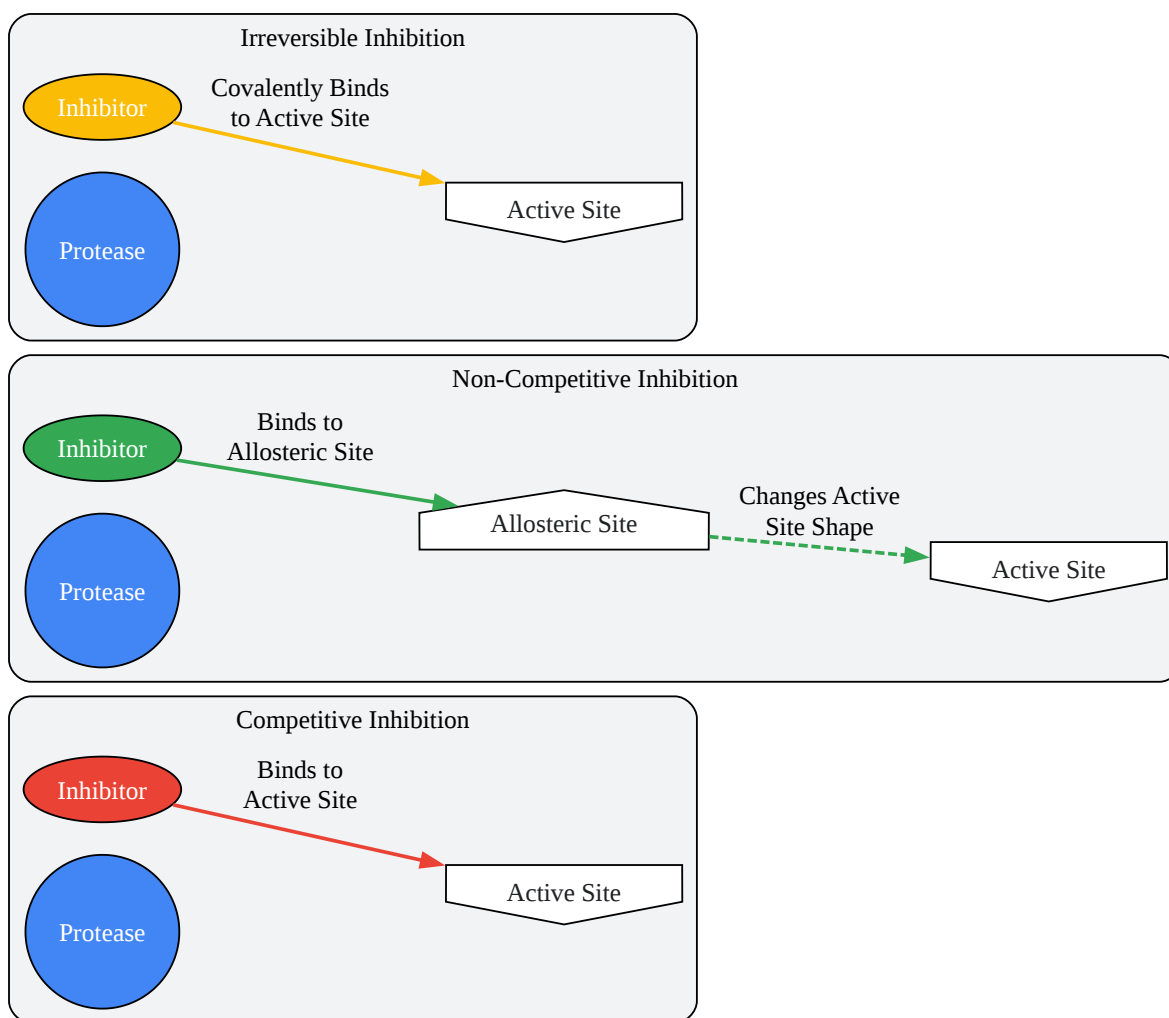 Irreversible Inhibition
Inhibitor
Covalently Binds
to Active Site
Active Site
Protease
Non-Competitive Inhibition
Inhibitor
Binds to
Allosteric Site
Allosteric Site
Changes Active
Site Shape
Active Site
Protease
Competitive Inhibition
Inhibitor
Binds to
Active Site
Active Site
Protease